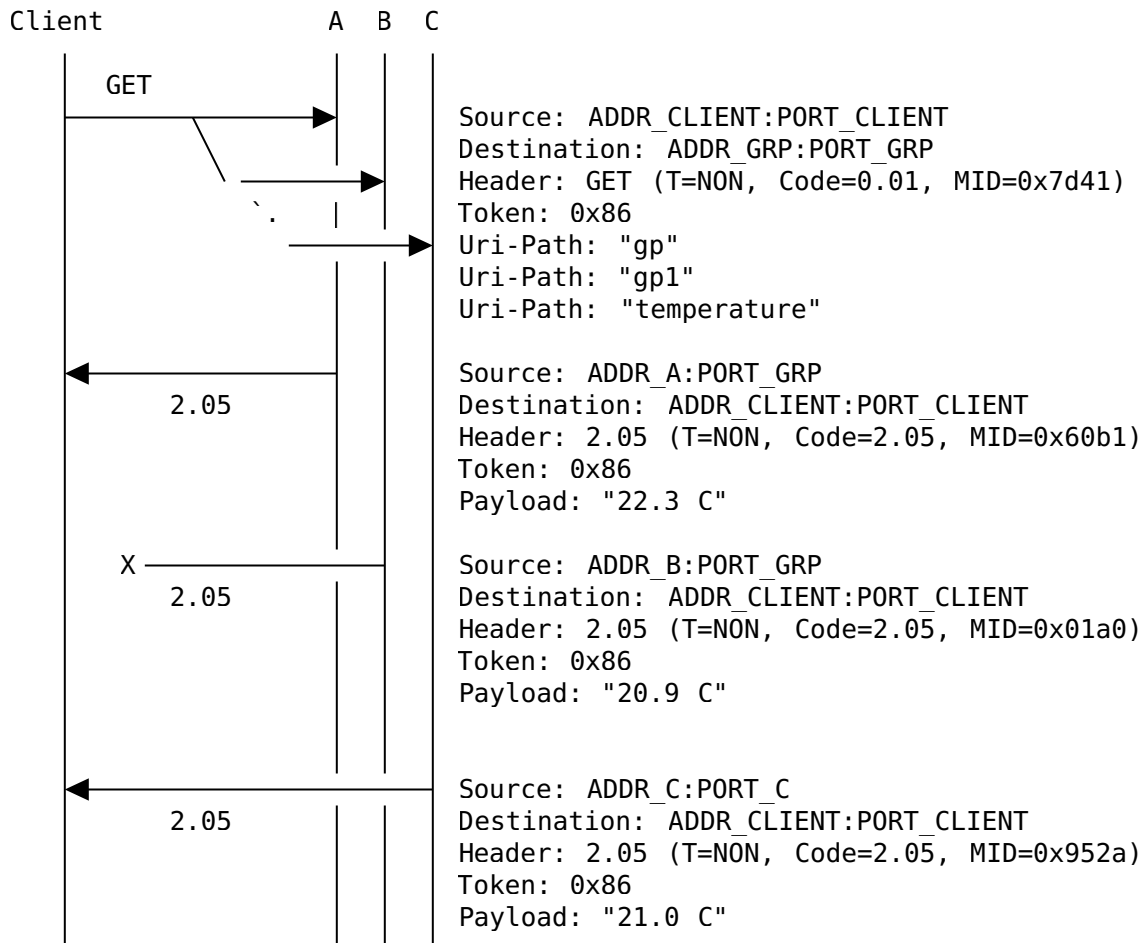 Client A B C
GET
Source: ADDR_CLIENT:PORT_CLIENT
Destination: ADDR_GRP:PORT_GRP
Header: GET (T=NON, Code=0.01, MID=0x7d41)
`. Token: 0x86
Uri-Path: "gp"
Uri-Path: "gp1"
Uri-Path: "temperature"
Source: ADDR_A:PORT_GRP
2.05 Destination: ADDR_CLIENT:PORT_CLIENT
Header: 2.05 (T=NON, Code=2.05, MID=0x60b1)
Token: 0x86
Payload: "22.3 C"
X Source: ADDR_B:PORT_GRP
2.05 Destination: ADDR_CLIENT:PORT_CLIENT
Header: 2.05 (T=NON, Code=2.05, MID=0x01a0)
Token: 0x86
Payload: "20.9 C"
Source: ADDR_C:PORT_C
2.05 Destination: ADDR_CLIENT:PORT_CLIENT
Header: 2.05 (T=NON, Code=2.05, MID=0x952a)
Token: 0x86
Payload: "21.0 C"